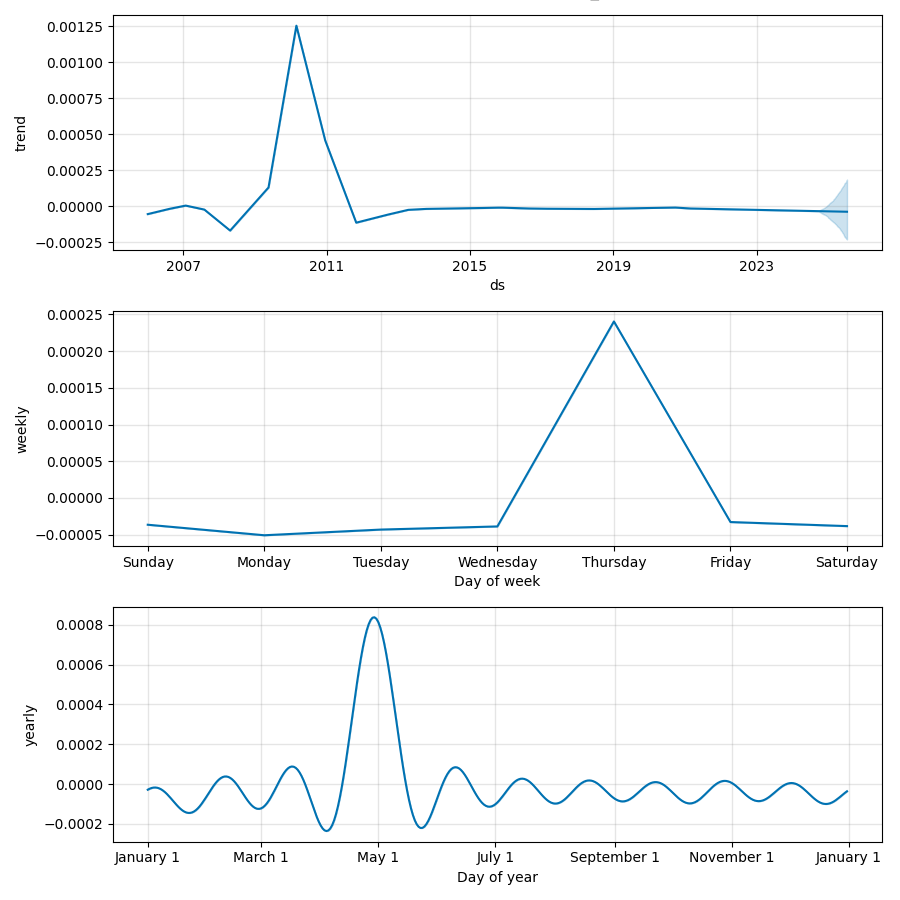 0.00125
0.00100
0.00075
0.00050
0.00025
0.00000
−0.00025
trend
2007 2011 2015 2019 2023
ds
0.00025
0.00020
0.00015
0.00010
0.00005
0.00000
−0.00005
weekly
Sunday Monday Tuesday Wednesday Thursday Friday Saturday
Day of week
0.0008
0.0006
0.0004
0.0002
0.0000
−0.0002
yearly
January 1 March 1 May 1 July 1 September 1 November 1 January 1
Day of year